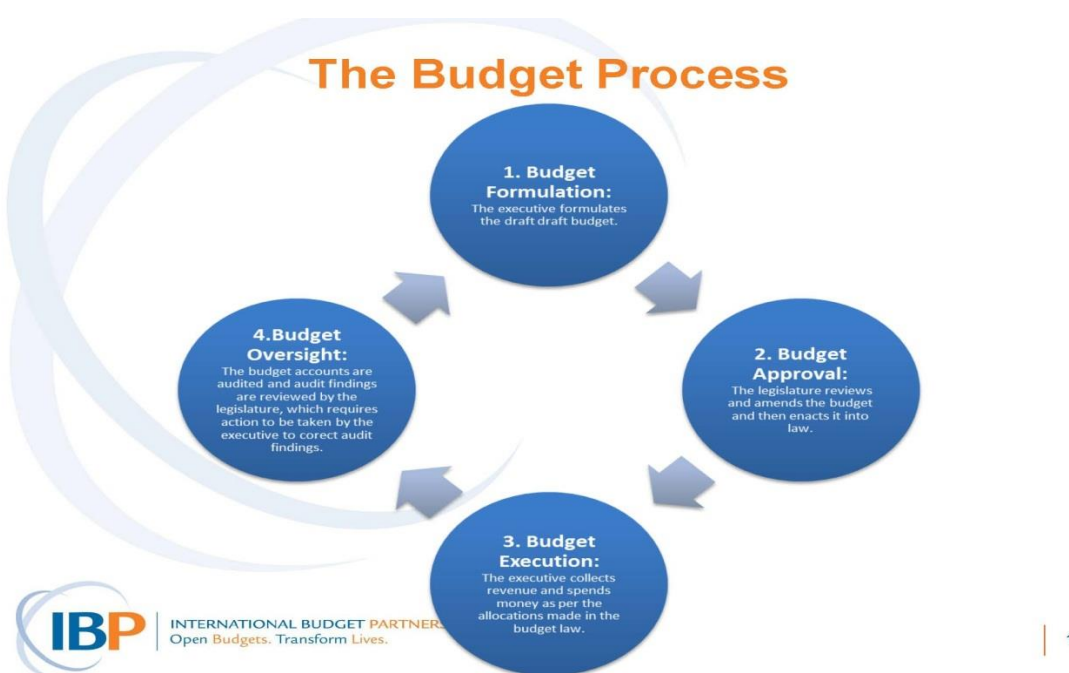 The Budget Process
1. Budget
Formulation:
The executive formulates
the draft draft budget.
2. Budget
Approval:
The legislature reviews
and amends the budget
and then enacts it into
law.
3. Budget
Execution:
The executive collects
revenue and spends
money as per the
allocations made in the
budget law.
4.Budget
Oversight:
The budget accounts are
audited and audit findings
are reviewed by the
legislature, which requires
action to be taken by the
executive to corect audit
findings.
IBP
INTERNATIONAL BUDGET PARTNERS
Open Budgets. Transform Lives.